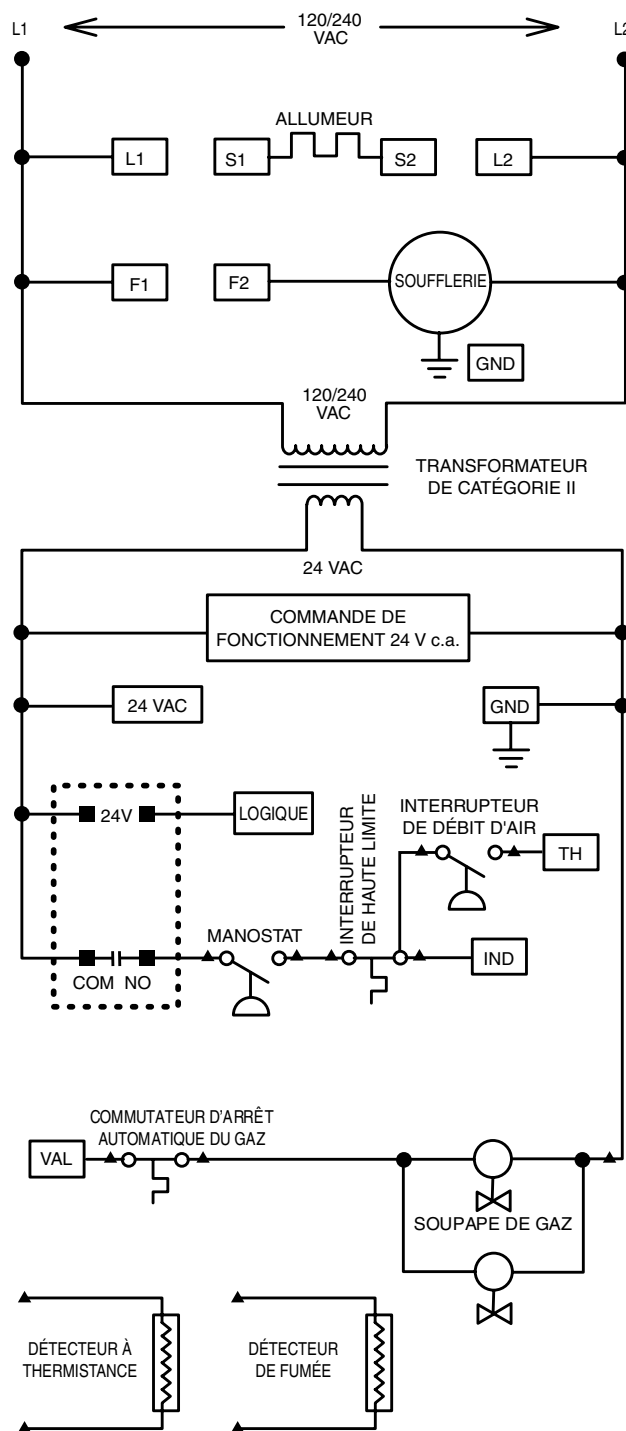 L1
120/240
VAC
L2
ALLUMEUR
L1
S1
S2
L2
F1
F2
SOUFFLERIE
GND
120/240
VAC
TRANSFORMATEUR
DE CATÉGORIE II
24 VAC
COMMANDE DE
FONCTIONNEMENT 24 V c.a.
24 VAC
GND
24V
LOGIQUE
INTERRUPTEUR
DE HAUTE LIMITE
INTERRUPTEUR
DE DÉBIT D'AIR
TH
MANOSTAT
IND
COM NO
COMMUTATEUR D'ARRÊT
AUTOMATIQUE DU GAZ
VAL
SOUPAPE DE GAZ
DÉTECTEUR À
THERMISTANCE
DÉTECTEUR
DE FUMÉE